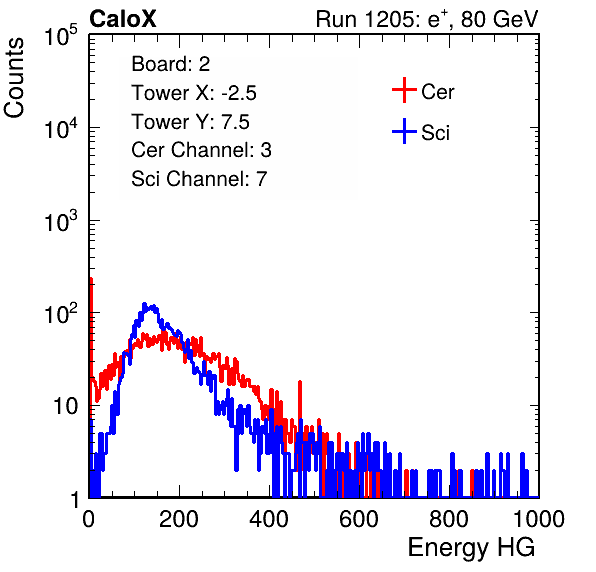 CaloX Run 1205: e⁺, 80 GeV
Counts
Board: 2
Tower X: -2.5
Tower Y: 7.5
Cer Channel: 3
Sci Channel: 7
Cer
Sci
10⁵
10⁴
10³
10²
10
1
0 200 400 600 800 1000
Energy HG